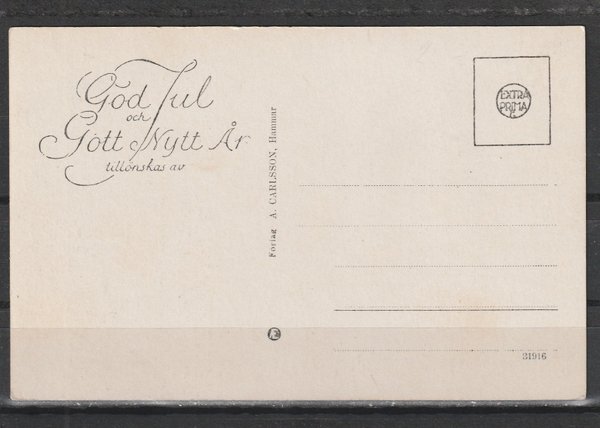 God Jul
och
Gott Nytt År
tillönskas av
Förlag A. CARLSSON, Hammar
EXTRA
PRIMA
31916